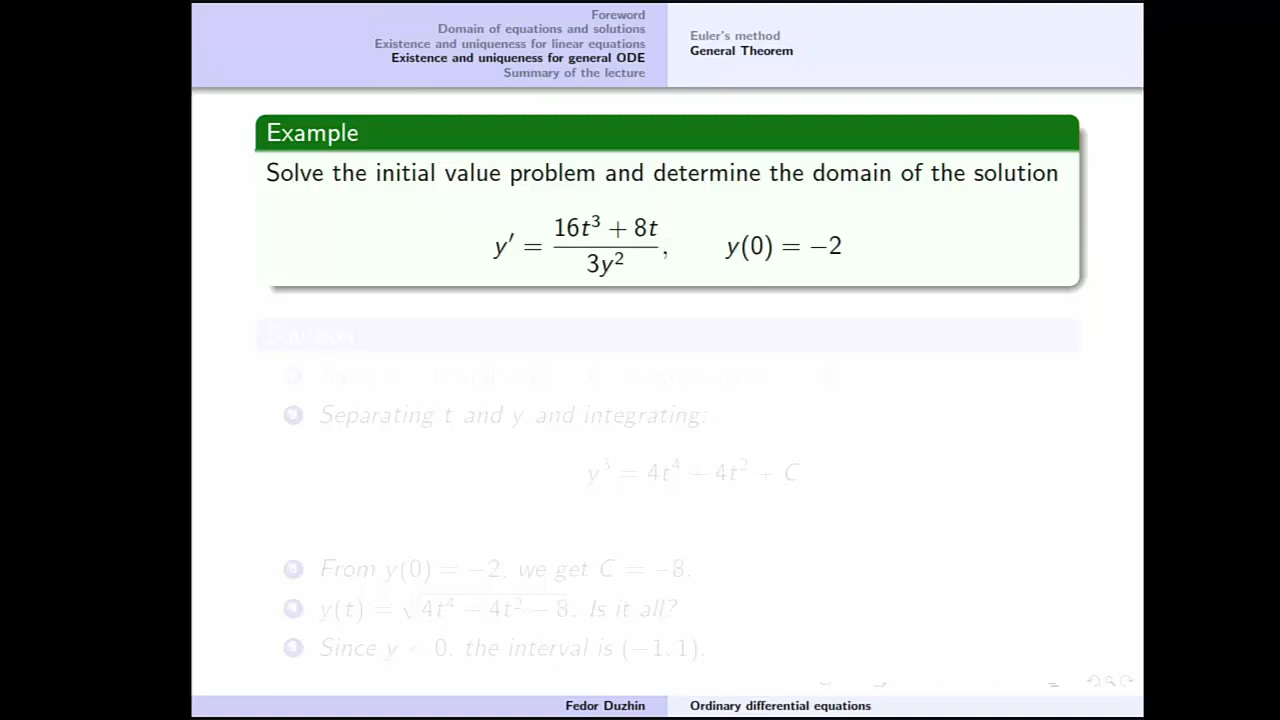 Foreword
Domain of equations and solutions
Existence and uniqueness for linear equations
Existence and uniqueness for general ODE
Summary of the lecture
Euler's method
General Theorem
Example
Solve the initial value problem and determine the domain of the solution
y′ = (16t³ + 8t) / (3y²), y(0) = −2
Separating t and y and integrating:
y³ = 4t⁴ + 4t² + C
From y(0) = −2, we get C = −8.
y(t) = ∛(4t⁴ + 4t² − 8). Is it all?
Since y < 0, the interval is (−1, 1).
Fedor Duzhin
Ordinary differential equations